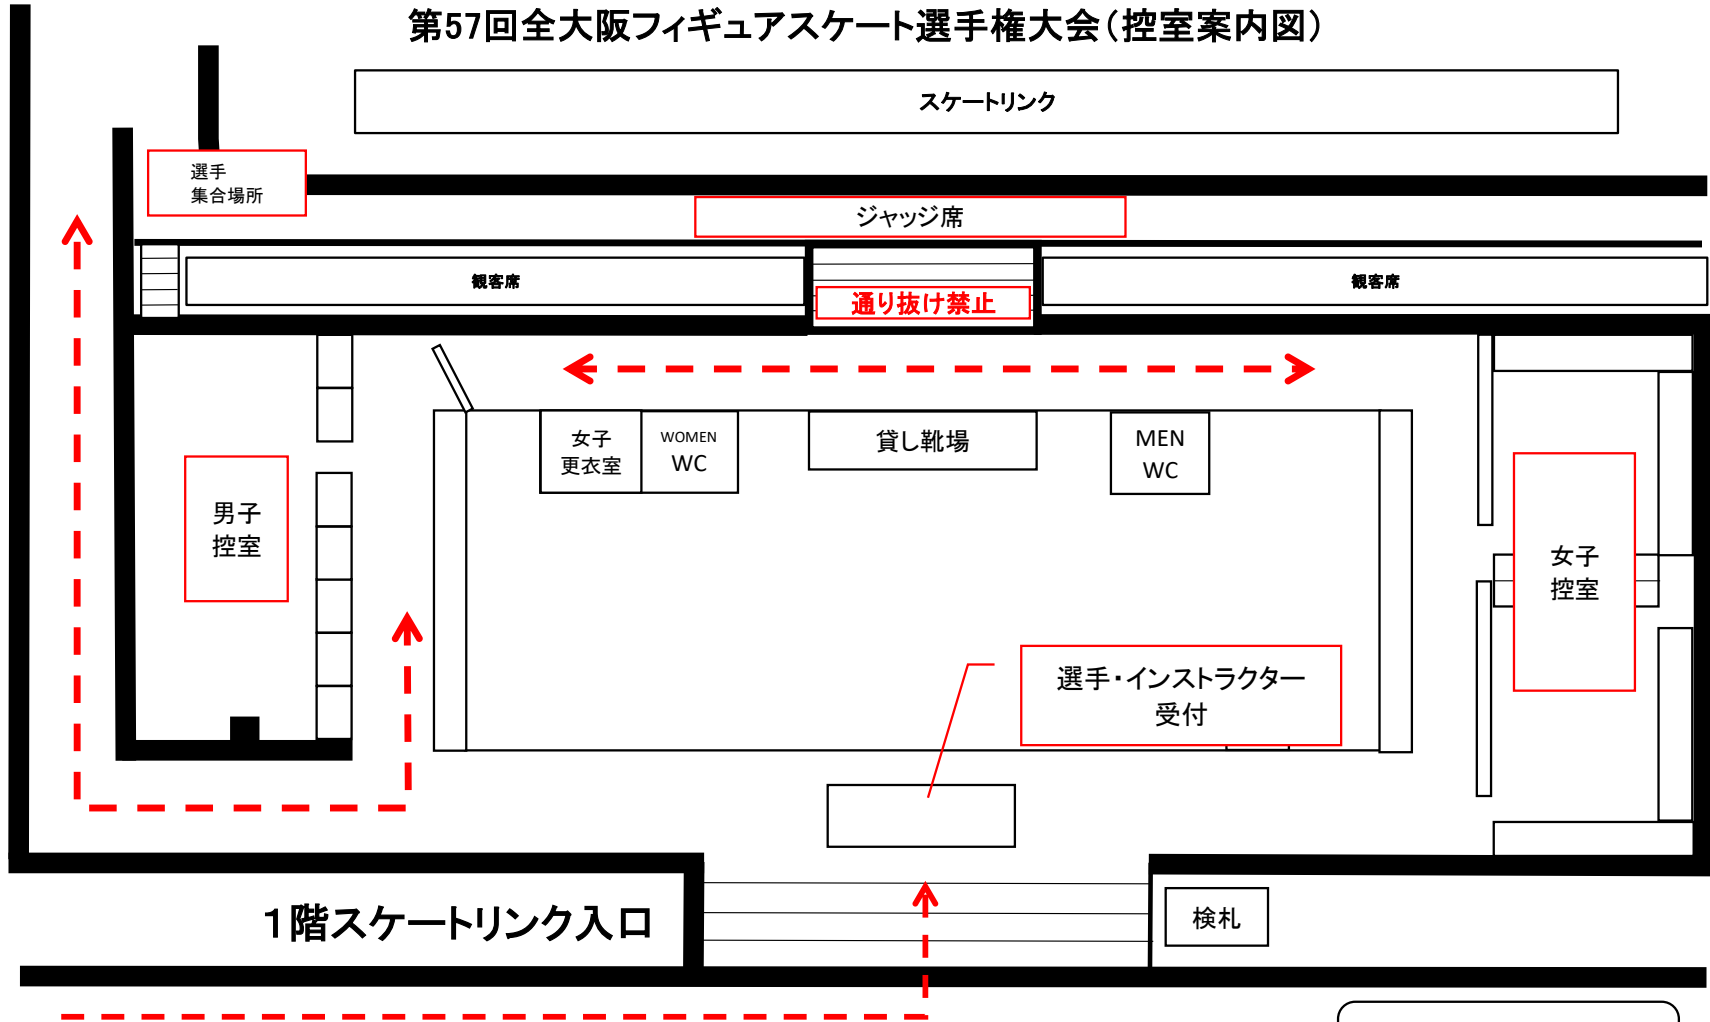 第57回全大阪フィギュアスケート選手権大会(控室案内図)
スケートリンク
選手
集合場所
ジャッジ席
観客席
通り抜け禁止
観客席
女子
更衣室
WOMEN
WC
貸し靴場
MEN
WC
男子
控室
女子
控室
選手・インストラクター
受付
1階スケートリンク入口
検札